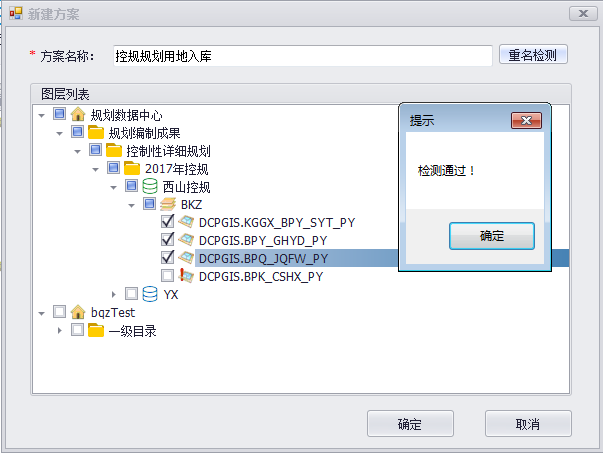 新建方案
* 方案名称: 控规规划用地入库 重名检测
图层列表
规划数据中心
规划编制成果
控制性详细规划
2017年控规
西山控规
BKZ
DCPGIS.KGGX_BPY_SYT_PY
DCPGIS.BPY_GHYD_PY
DCPGIS.BPQ_JQFW_PY
DCPGIS.BPK_CSHX_PY
YX
bqzTest
一级目录
提示
检测通过！
确定
确定 取消